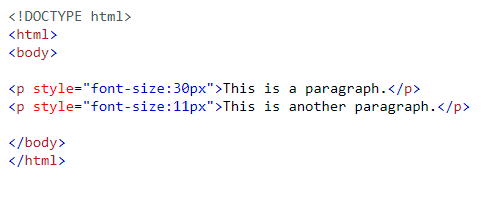 <!DOCTYPE html>
<html>
<body>
<p style="font-size:30px">This is a paragraph.</p>
<p style="font-size:11px">This is another paragraph.</p>
</body>
</html>